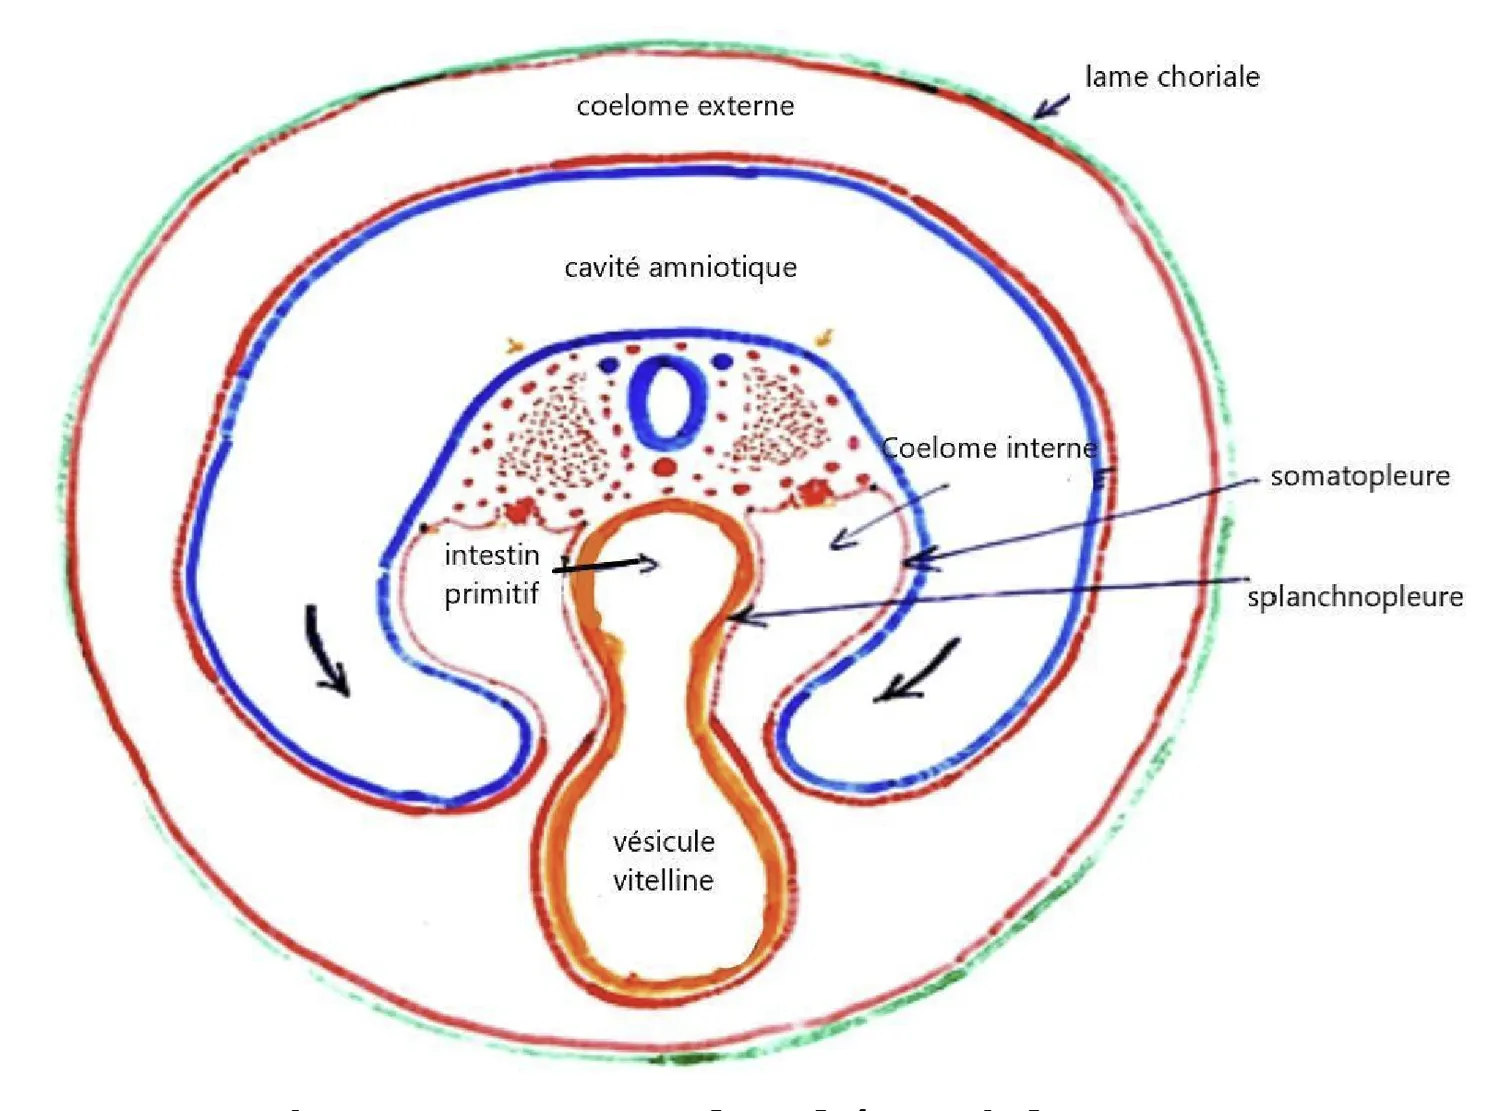 lame choriale
coelome externe
cavité amniotique
Coelome interne
somatopleure
intestin
primitif
splanchnopleure
vésicule
vitelline